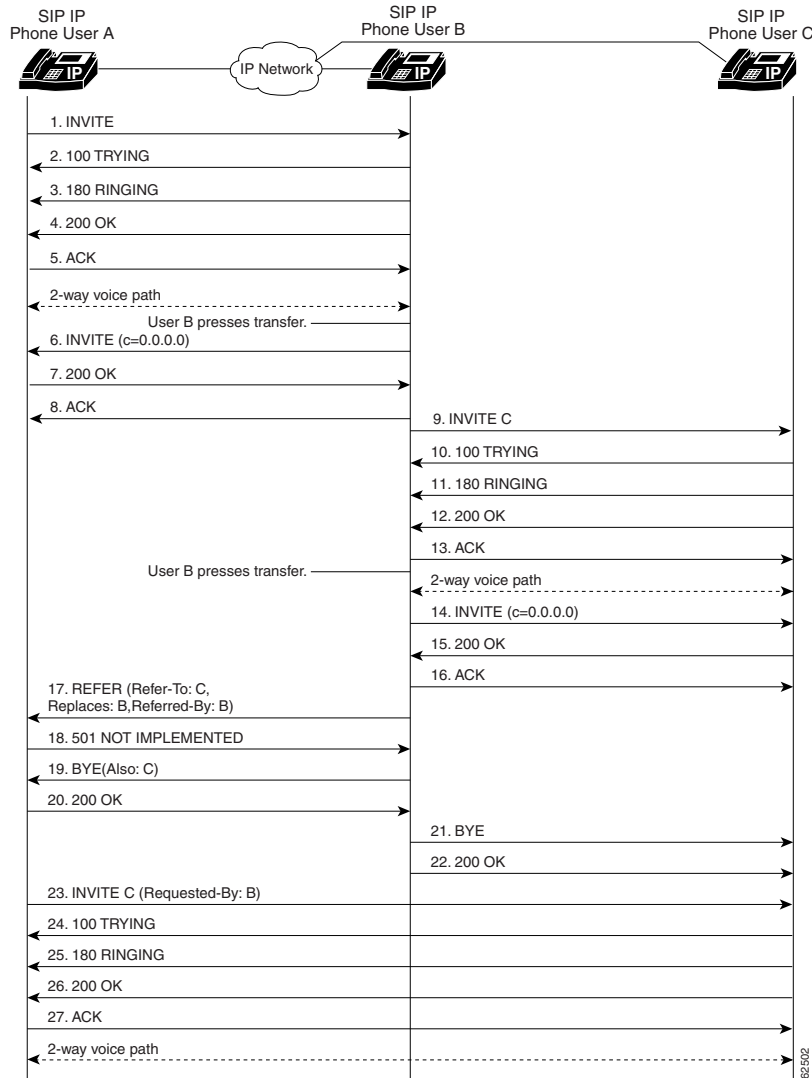 SIP IP
Phone User A
SIP IP
Phone User B
SIP IP
Phone User C
IP
IP Network
IP
IP
1. INVITE
2. 100 TRYING
3. 180 RINGING
4. 200 OK
5. ACK
2-way voice path
User B presses transfer.
6. INVITE (c=0.0.0.0)
7. 200 OK
8. ACK
9. INVITE C
10. 100 TRYING
11. 180 RINGING
12. 200 OK
13. ACK
User B presses transfer.
2-way voice path
14. INVITE (c=0.0.0.0)
15. 200 OK
16. ACK
17. REFER (Refer-To: C,
Replaces: B,Referred-By: B)
18. 501 NOT IMPLEMENTED
19. BYE(Also: C)
20. 200 OK
21. BYE
22. 200 OK
23. INVITE C (Requested-By: B)
24. 100 TRYING
25. 180 RINGING
26. 200 OK
27. ACK
2-way voice path
62502